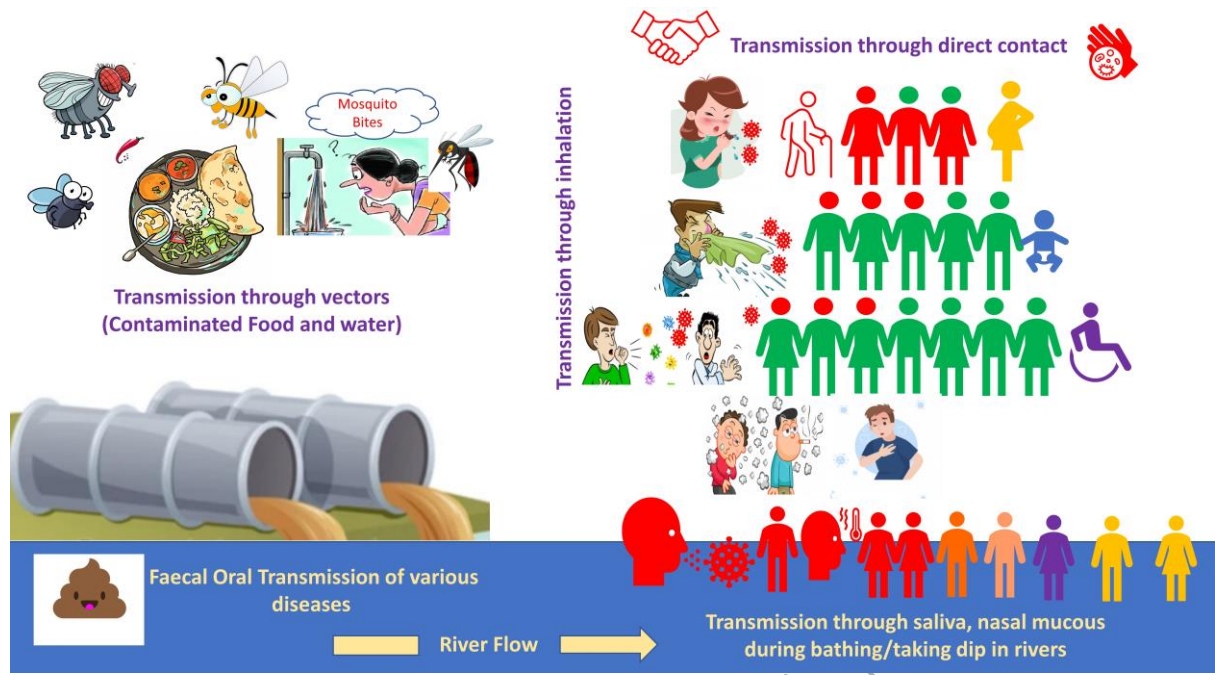 Transmission through direct contact
Mosquito
Bites
?
Transmission through inhalation
Transmission through vectors
(Contaminated Food and water)
Faecal Oral Transmission of various
diseases
River Flow
Transmission through saliva, nasal mucous
during bathing/taking dip in rivers